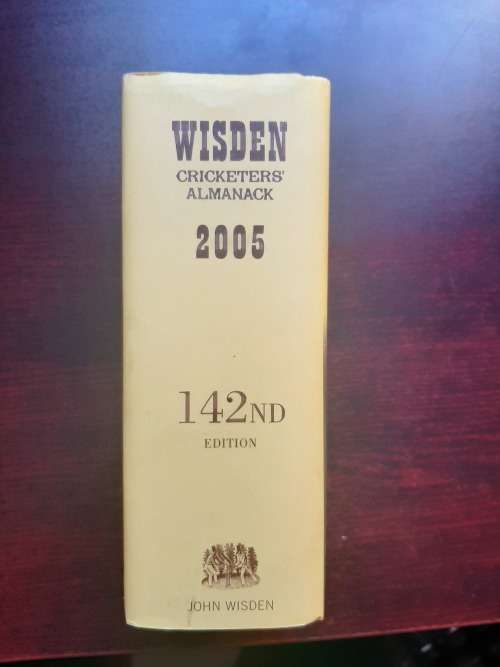 WISDEN
CRICKETERS'
ALMANACK
2005
142ND
EDITION
JOHN WISDEN